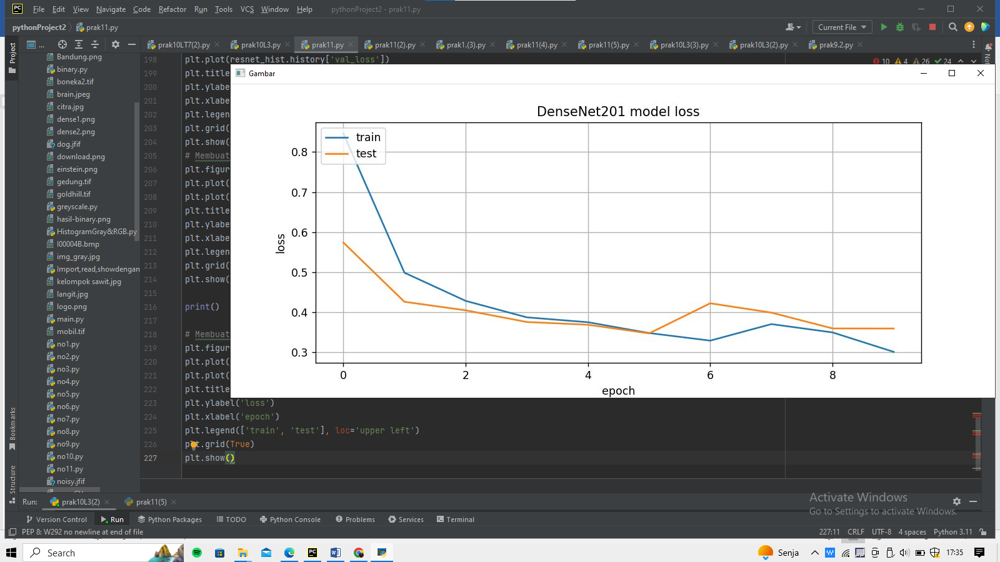 File Edit View Navigate Code Refactor Run Tools VCS Window Help pythonProject2 - prak11.py
pythonProject2 prak11.py Current File
Project ... prak10LT7(2).py prak10L3.py prak11.py prak11(2).py prak1.(3).py prak11(4).py prak11(5).py prak10L3(3).py prak10L3(2).py prak9.2.py
Bandung.png
binary.py
boneka2.tif
brain.jpeg
citra.jpg
dense1.png
dense2.png
dog.jfif
download.png
einstein.png
gedung.tif
goldhill.tif
greyscale.py
hasil-binary.png
HistogramGray&RGB.py
I00004B.bmp
img_gray.jpg
Import,read,showdengan
kelompok sawit.jpg
langit.jpg
logo.png
main.py
mobil.tif
no1.py
no2.py
no3.py
no4.py
no5.py
no6.py
no7.py
no8.py
no9.py
no10.py
no11.py
noisy.jfif
Bookmarks
Structure
Not
10 4 26 24
198 plt.plot(resnet_hist.history['val_loss'])
199 plt.title
200 plt.ylabe
201 plt.xlabe
202 plt.legen
203 plt.grid(
204 plt.show(
205 # Membuat
206 plt.figur
207 plt.plot(
208 plt.plot(
209 plt.title
210 plt.ylabe
211 plt.xlabe
212 plt.legen
213 plt.grid(
214 plt.show(
215
216 print()
217
218 # Membuat
219 plt.figur
220 plt.plot(
221 plt.plot(
222 plt.title
223 plt.ylabel('loss')
224 plt.xlabel('epoch')
225 plt.legend(['train', 'test'], loc='upper left')
226 plt.grid(True)
227 plt.show()
Gambar
DenseNet201 model loss
train
test
0.8
0.7
0.6
0.5
0.4
0.3
loss
0 2 4 6 8
epoch
Activate Windows
Go to Settings to activate Windows.
Run: prak10L3(2) prak11(5)
Version Control Run Python Packages TODO Python Console Problems Services Terminal
PEP 8: W292 no newline at end of file 227:11 CRLF UTF-8 4 spaces Python 3.11
Search Senja 17:35